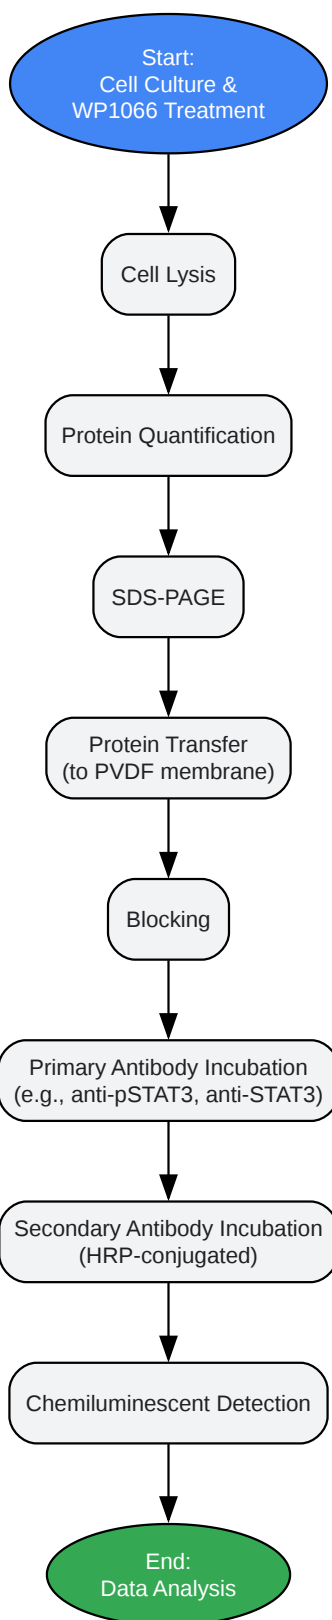 Start:
Cell Culture &
WP1066 Treatment
Cell Lysis
Protein Quantification
SDS-PAGE
Protein Transfer
(to PVDF membrane)
Blocking
Primary Antibody Incubation
(e.g., anti-pSTAT3, anti-STAT3)
Secondary Antibody Incubation
(HRP-conjugated)
Chemiluminescent Detection
End:
Data Analysis